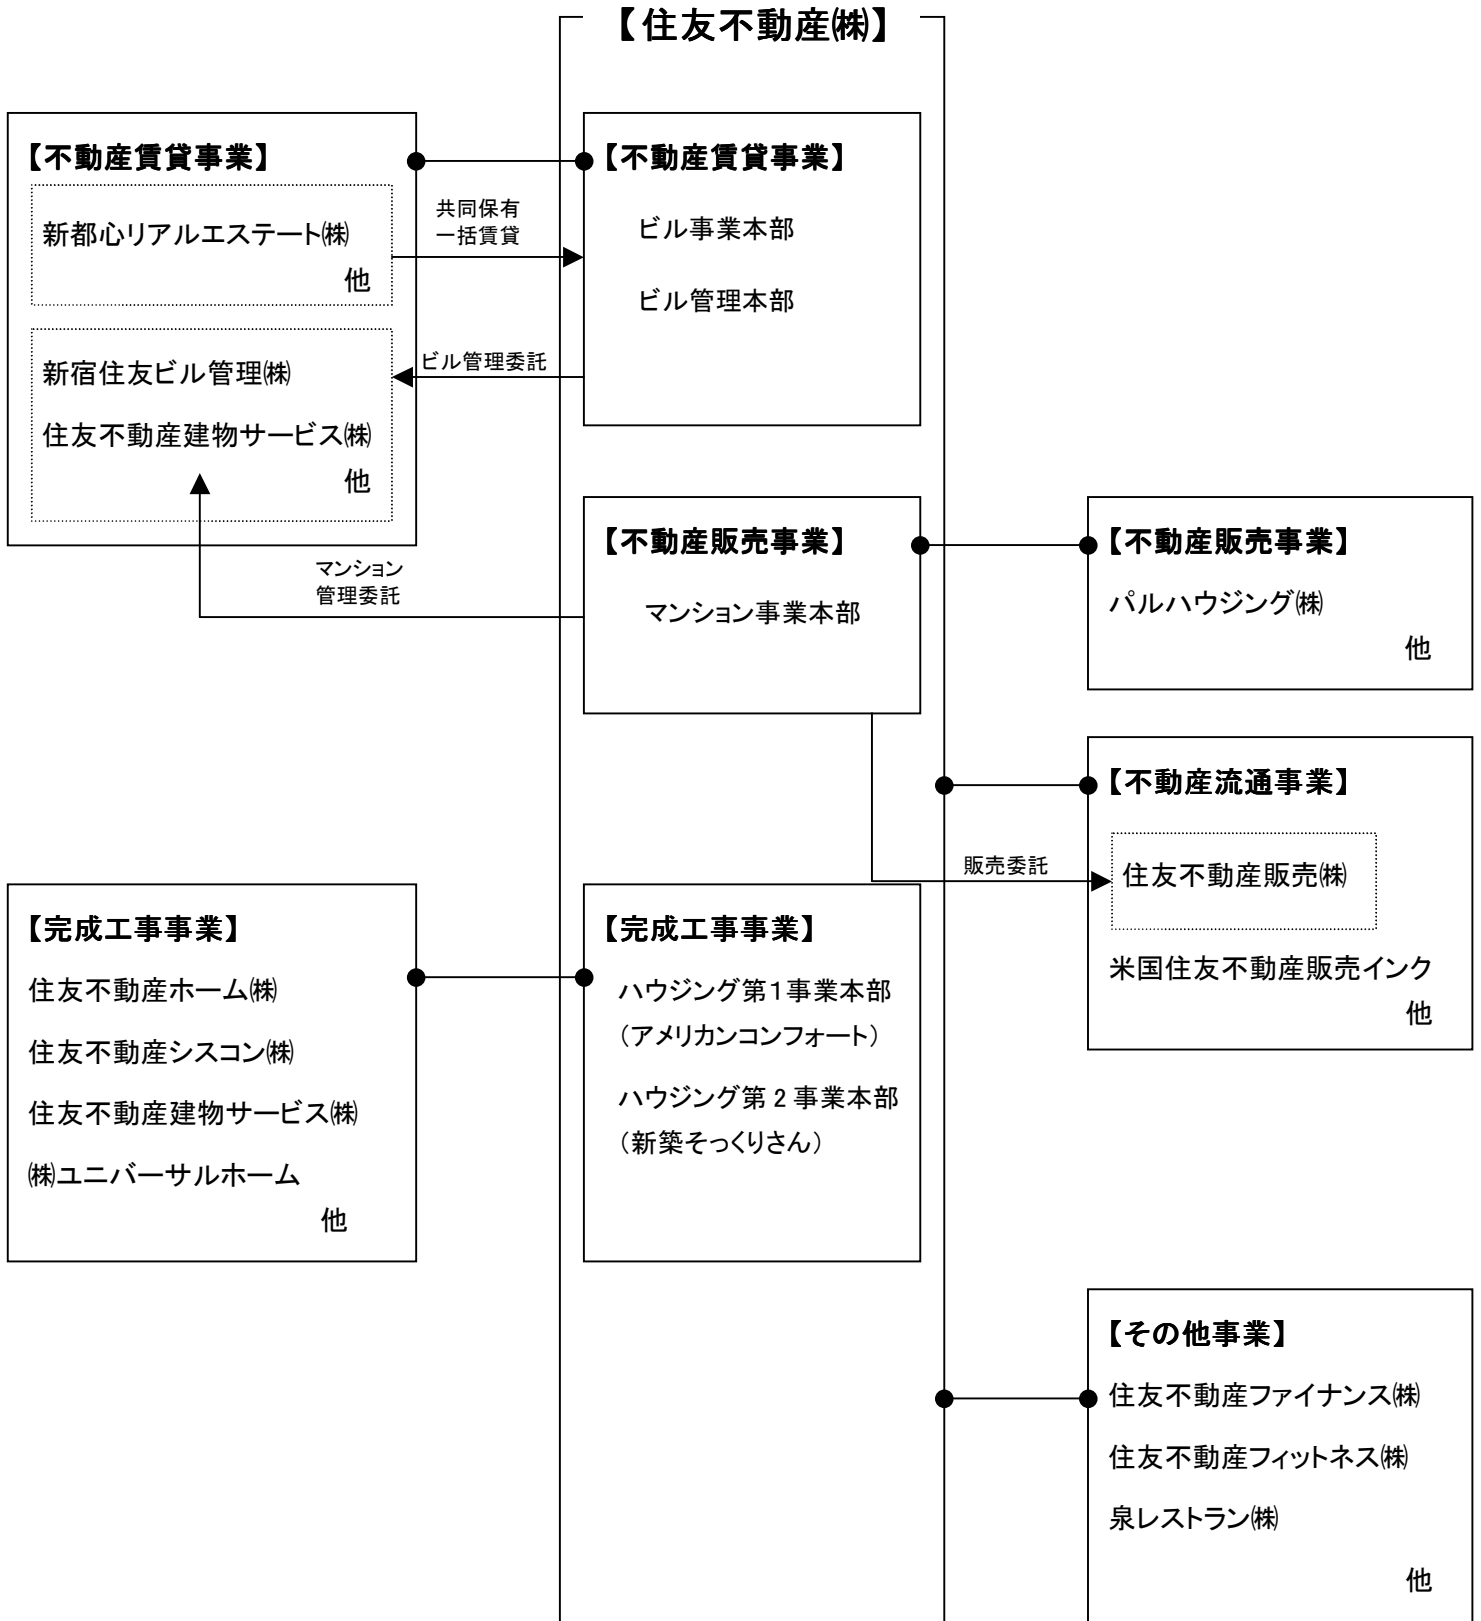 【住友不動産㈱】
【不動産賃貸事業】
新都心リアルエステート㈱
他
新宿住友ビル管理㈱
住友不動産建物サービス㈱
他
共同保有
一括賃貸
ビル管理委託
【不動産賃貸事業】
ビル事業本部
ビル管理本部
マンション
管理委託
【不動産販売事業】
マンション事業本部
【不動産販売事業】
パルハウジング㈱
他
【不動産流通事業】
販売委託
住友不動産販売㈱
米国住友不動産販売インク
他
【完成工事事業】
住友不動産ホーム㈱
住友不動産シスコン㈱
住友不動産建物サービス㈱
㈱ユニバーサルホーム
他
【完成工事事業】
ハウジング第1事業本部
（アメリカンコンフォート）
ハウジング第２事業本部
（新築そっくりさん）
【その他事業】
住友不動産ファイナンス㈱
住友不動産フィットネス㈱
泉レストラン㈱
他